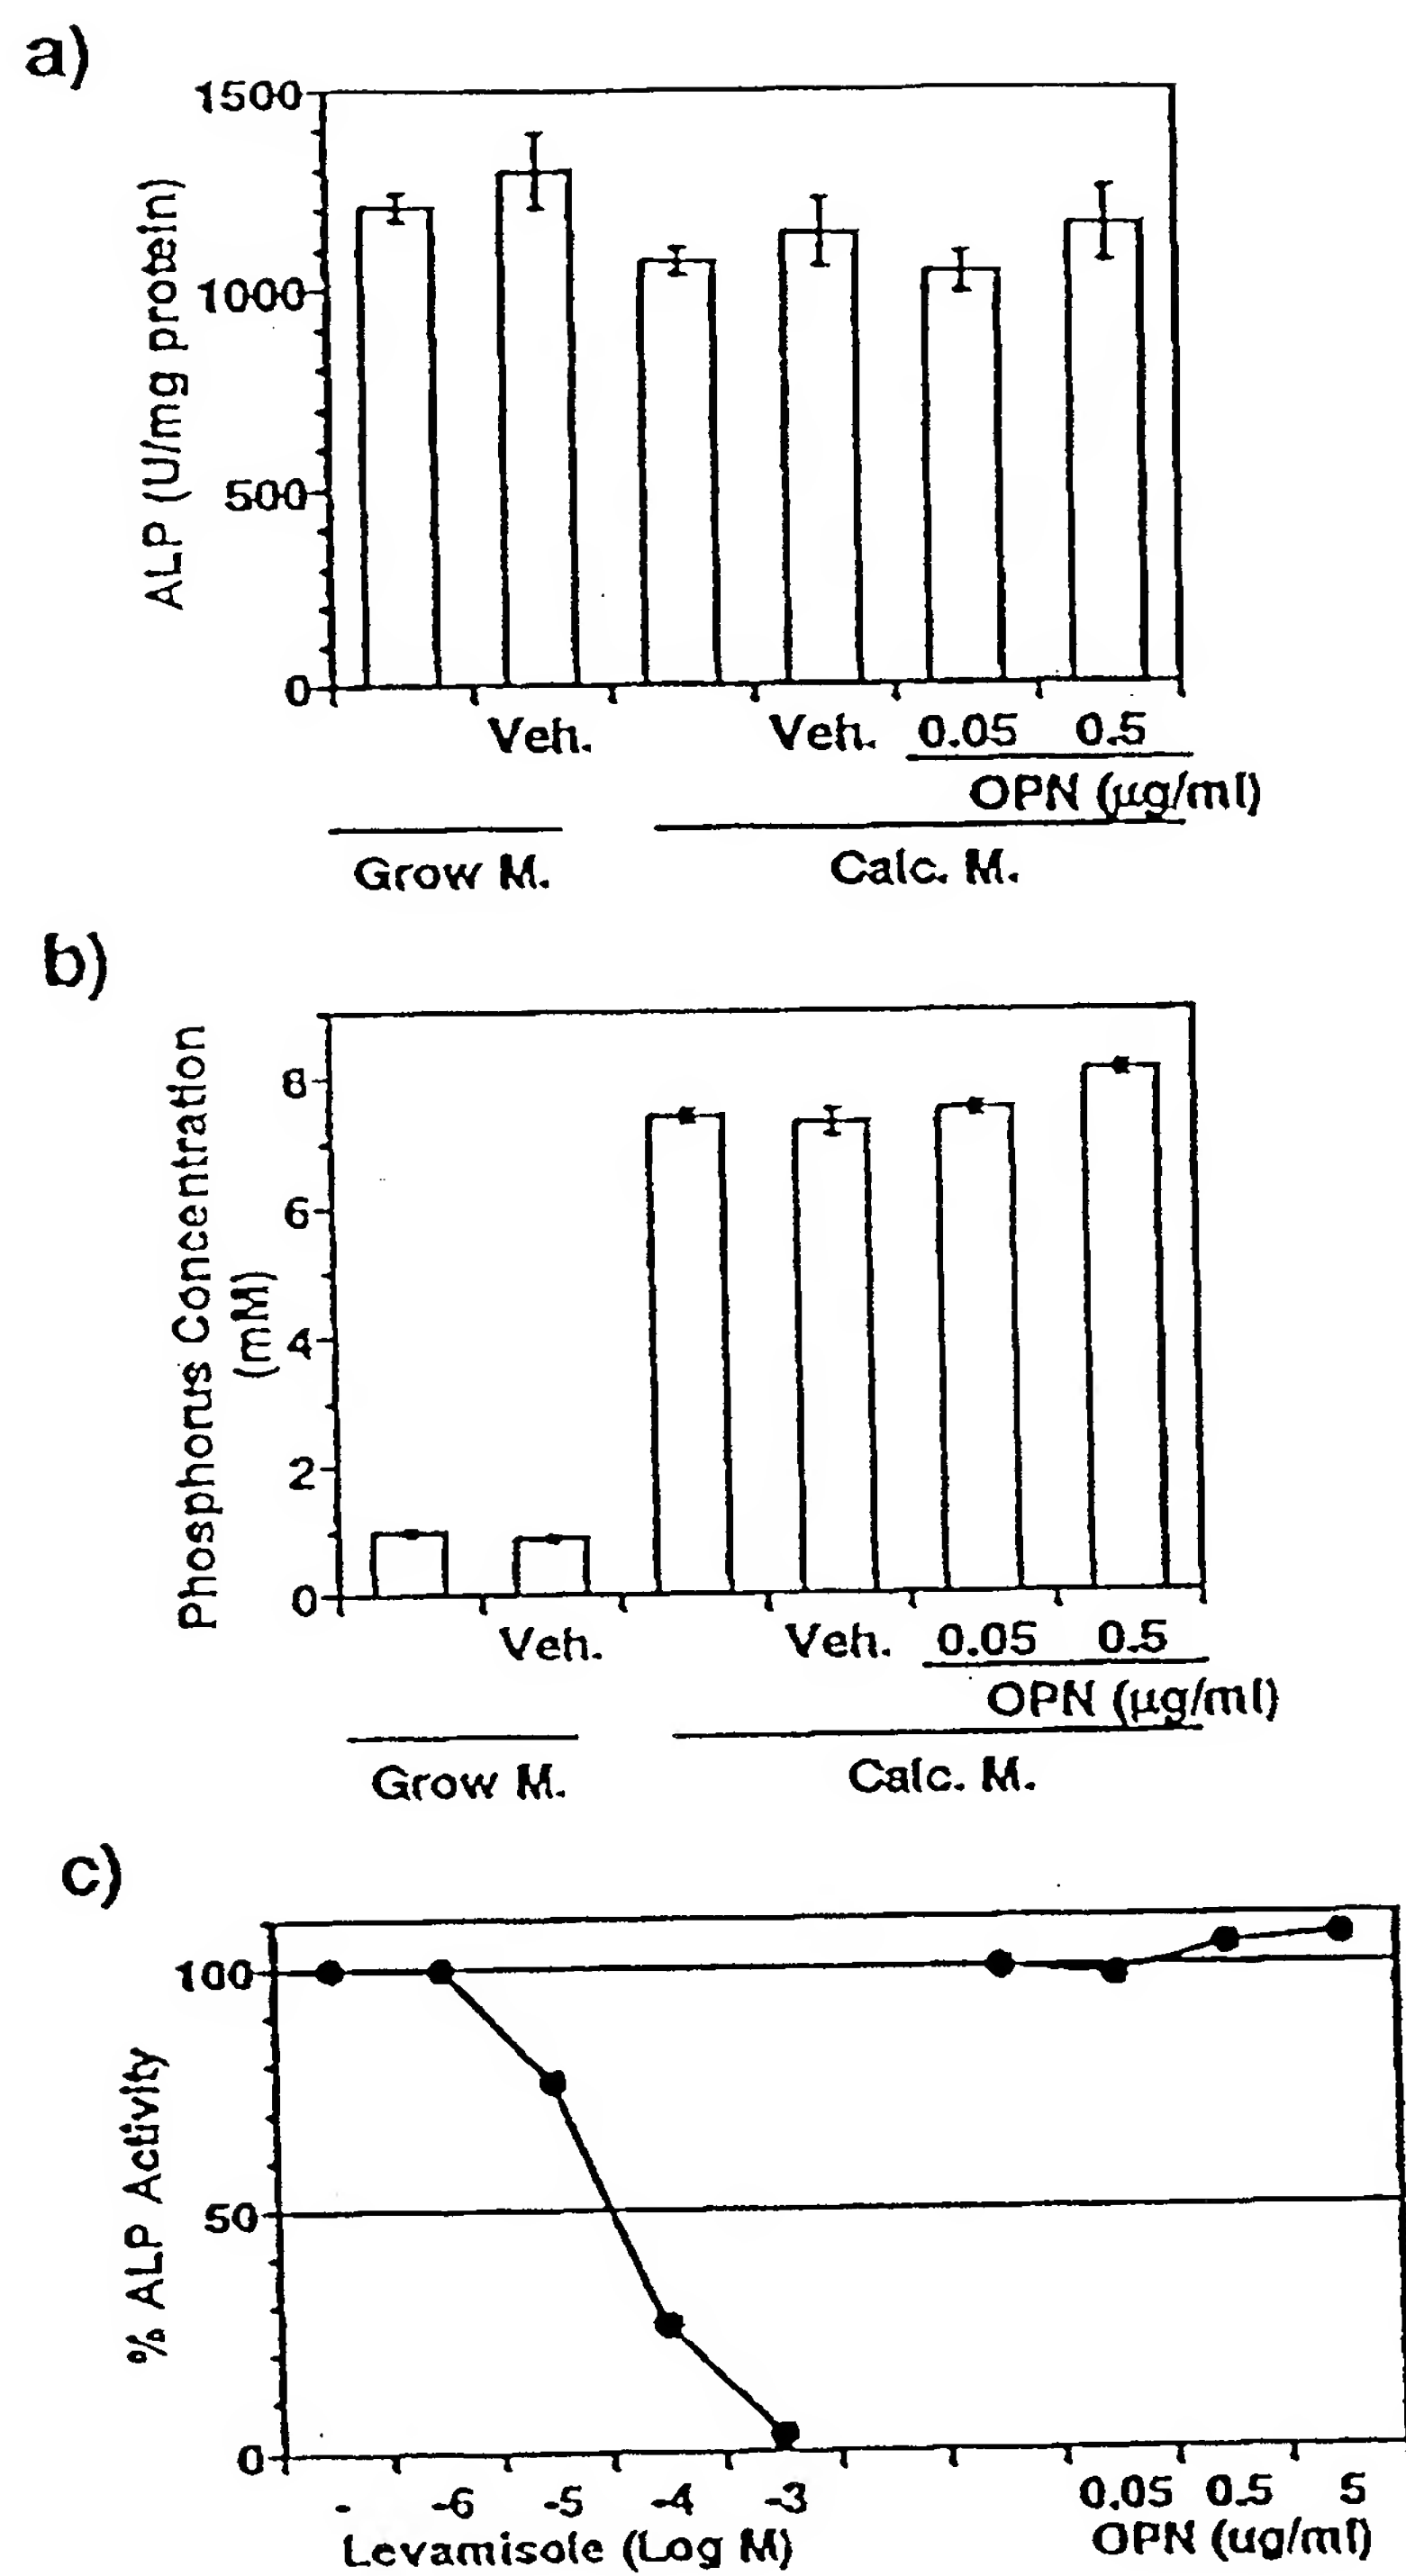 a)
ALP (U/mg protein)
1500
1000
500
0
Veh. Veh. 0.05 0.5
OPN (µg/ml)
Grow M. Calc. M.
b)
Phosphorus Concentration
(mM)
8
6
4
2
0
Veh. Veh. 0.05 0.5
OPN (µg/ml)
Grow M. Calc. M.
c)
% ALP Activity
100
50
0
- -6 -5 -4 -3 0.05 0.5 5
Levamisole (Log M) OPN (ug/ml)